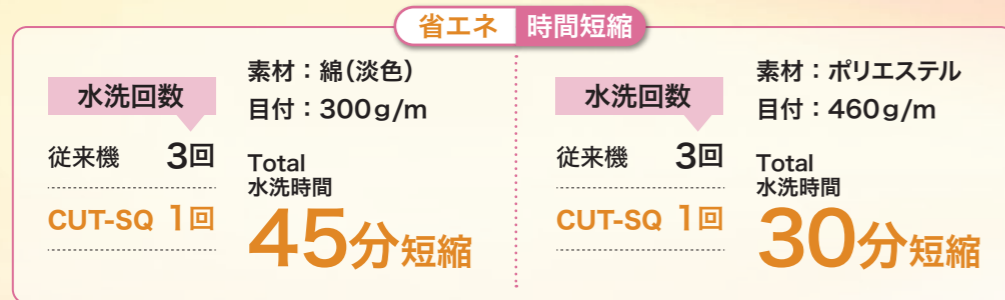 省エネ 時間短縮
水洗回数
従来機 3回
CUT-SQ 1回
素材：綿（淡色）
目付：300g/m
Total
水洗時間
45分短縮
水洗回数
従来機 3回
CUT-SQ 1回
素材：ポリエステル
目付：460g/m
Total
水洗時間
30分短縮